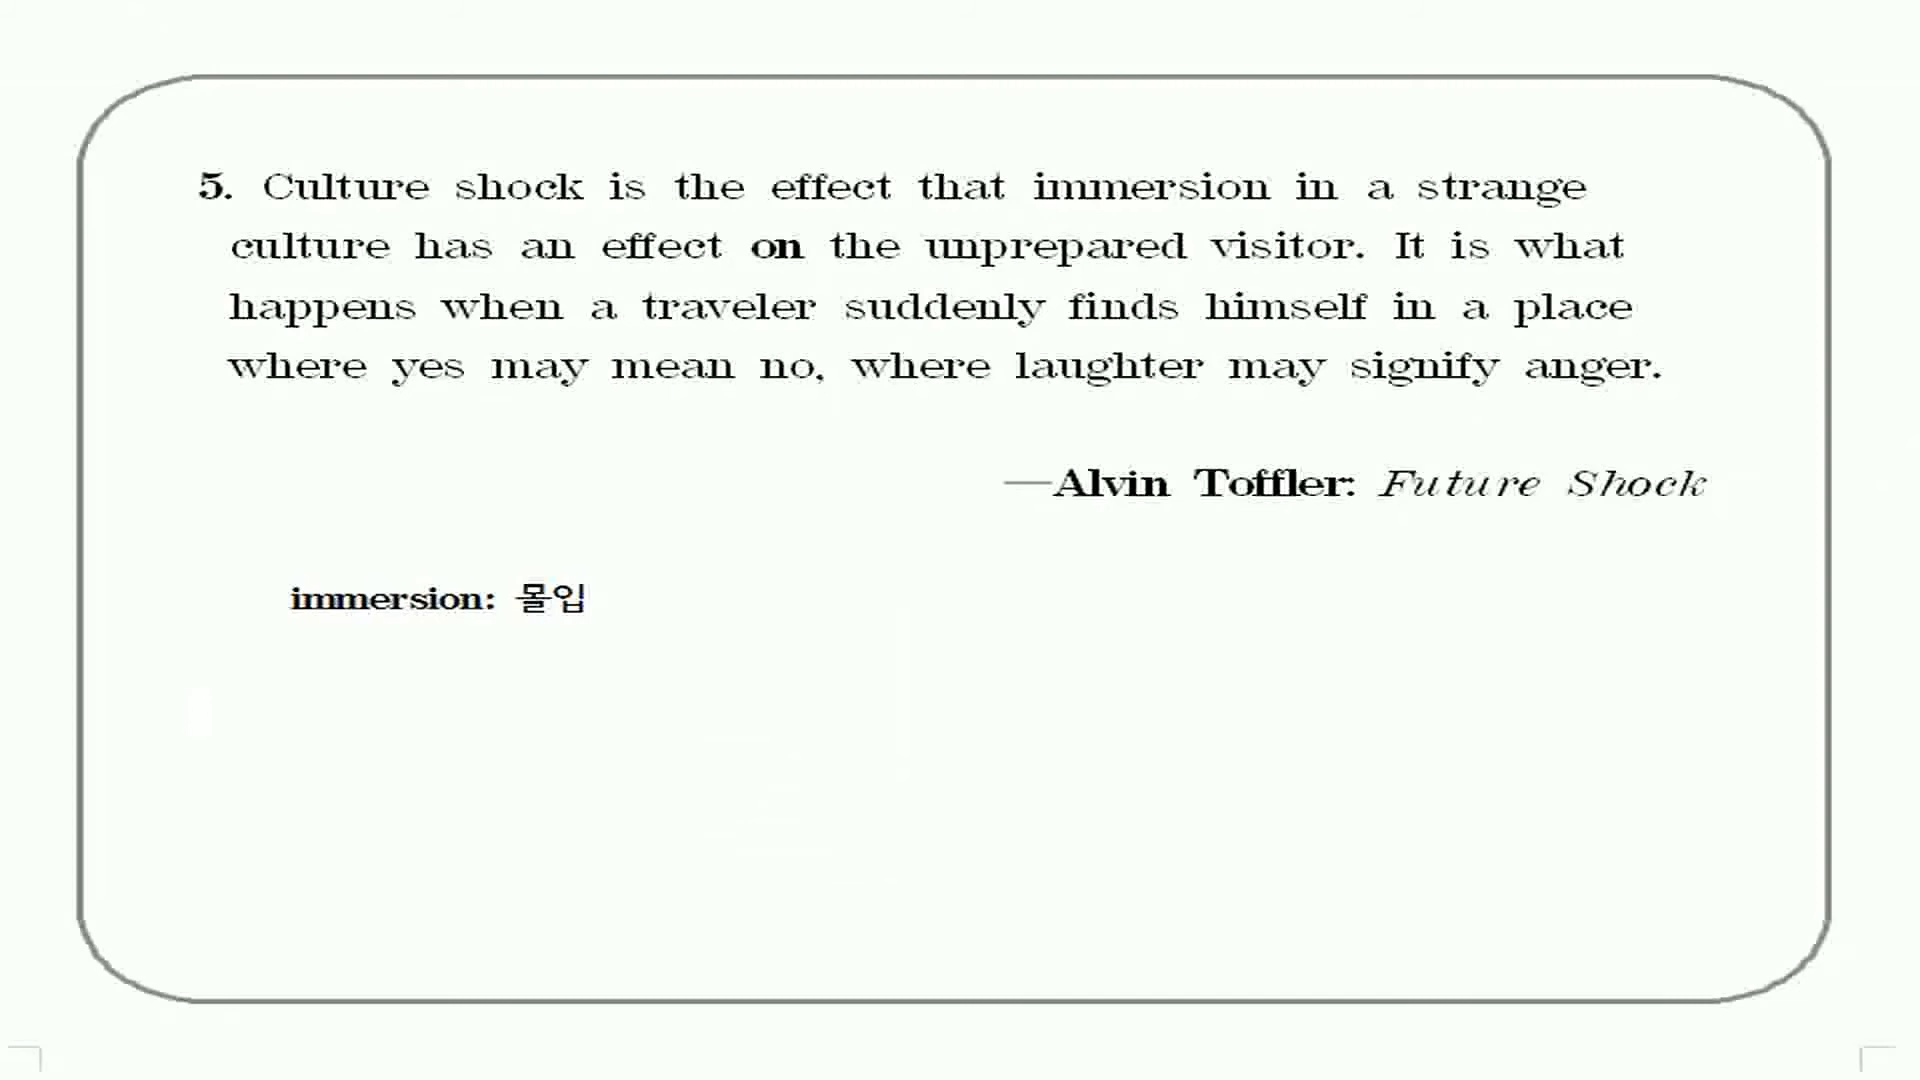 5. Culture shock is the effect that immersion in a strange
culture has an effect on the unprepared visitor. It is what
happens when a traveler suddenly finds himself in a place
where yes may mean no, where laughter may signify anger.
—Alvin Toffler: Future Shock
immersion: 몰입